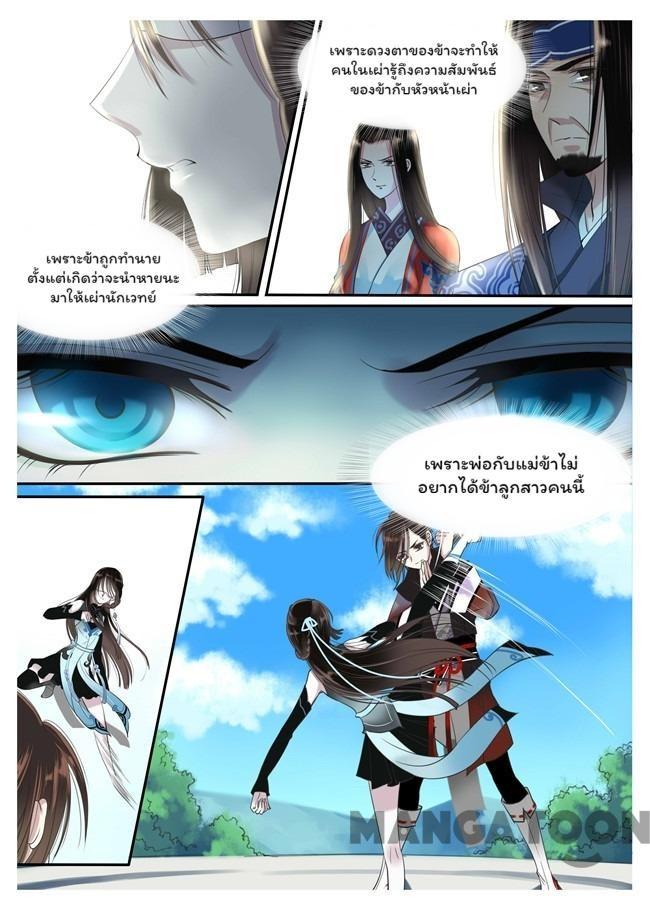 เพราะดวงตาของข้าจะทำให้
คนในเผ่ารู้ถึงความสัมพันธ์
ของข้ากับหัวหน้าเผ่า
เพราะข้าถูกทำนาย
ตั้งแต่เกิดว่าจะนำหายนะ
มาให้เผ่านักเวทย์
เพราะพ่อกับแม่ข้าไม่
อยากได้ข้าลูกสาวคนนี้
MANGATOON